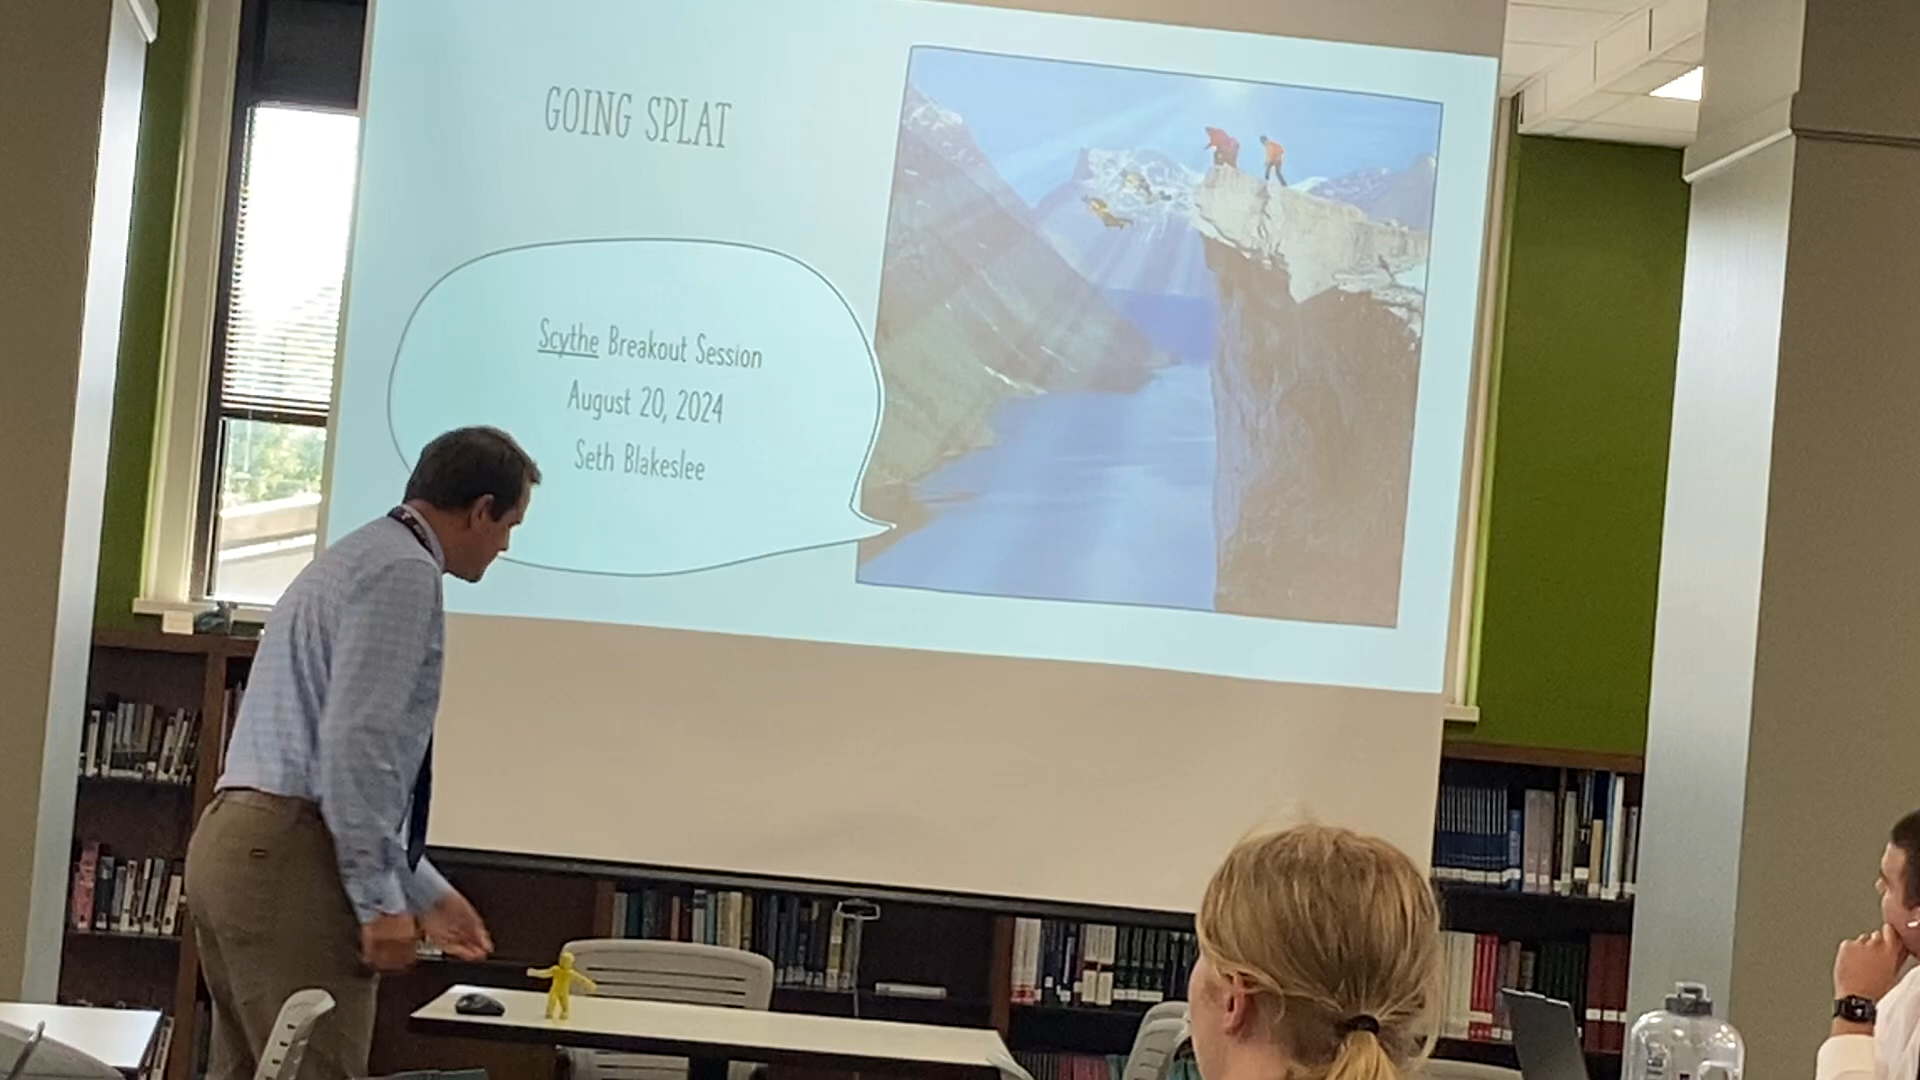 GOING SPLAT
Scythe Breakout Session
August 20, 2024
Seth Blakeslee